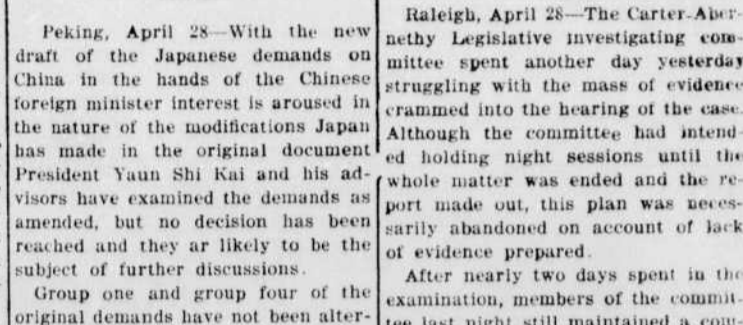 Peking, April 28—With the new
draft of the Japanese demands on
China in the hands of the Chinese
foreign minister interest is aroused in
the nature of the modifications Japan
has made in the original document
President Yaun Shi Kai and his ad-
visors have examined the demands as
amended, but no decision has been
reached and they ar likely to be the
subject of further discussions.
Group one and group four of the
original demands have not been alter-
Raleigh, April 28—The Carter-Aber-
nethy Legislative investigating com-
mittee spent another day yesterday
struggling with the mass of evidence
crammed into the hearing of the case.
Although the committee had intend-
ed holding night sessions until the
whole matter was ended and the re-
port made out, this plan was neces-
sarily abandoned on account of lack
of evidence prepared.
After nearly two days spent in the
examination, members of the commit-
tee last night still maintained a com-